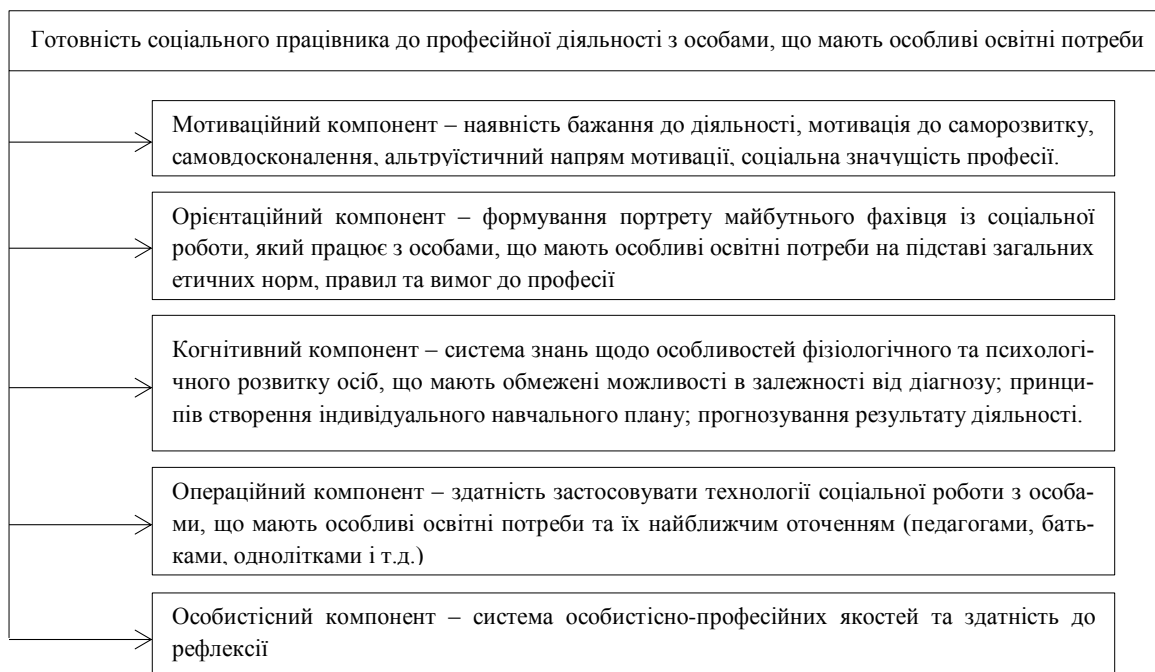 Готовність соціального працівника до професійної діяльності з особами, що мають особливі освітні потреби
Мотиваційний компонент – наявність бажання до діяльності, мотивація до саморозвитку,
самовдосконалення, альтруїстичний напрям мотивації, соціальна значущість професії.
Орієнтаційний компонент – формування портрету майбутнього фахівця із соціальної
роботи, який працює з особами, що мають особливі освітні потреби на підставі загальних
етичних норм, правил та вимог до професії
Когнітивний компонент – система знань щодо особливостей фізіологічного та психологі-
чного розвитку осіб, що мають обмежені можливості в залежності від діагнозу; принци-
пів створення індивідуального навчального плану; прогнозування результату діяльності.
Операційний компонент – здатність застосовувати технології соціальної роботи з особа-
ми, що мають особливі освітні потреби та їх найближчим оточенням (педагогами, бать-
ками, однолітками і т.д.)
Особистісний компонент – система особистісно-професійних якостей та здатність до
рефлексії